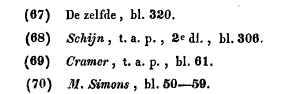 (67) De zelfde, bl. 320.
(68) Schijn, t. a. p., 2e dl., bl. 306.
(69) Cramer, t. a. p., bl. 61.
(70) M. Simons, bl. 50—59.